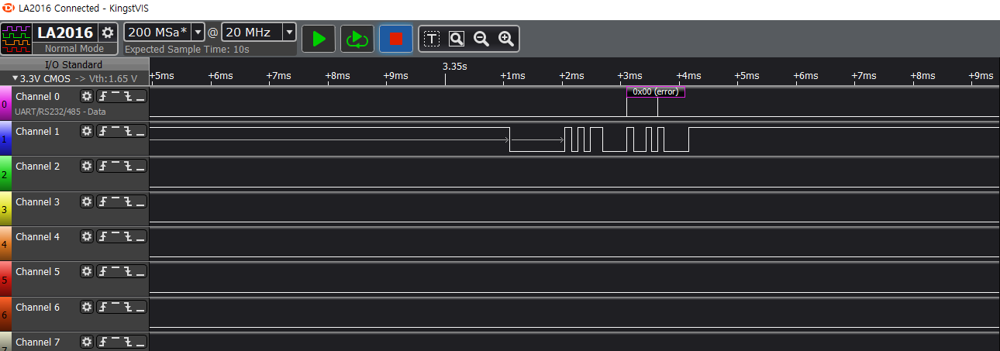 LA2016 Connected - KingstVIS
LA2016
Normal Mode
200 MSa* @ 20 MHz
Expected Sample Time: 10s
T
I/O Standard
3.3V CMOS -> Vth:1.65 V
3.35s
+5ms +6ms +7ms +8ms +9ms +1ms +2ms +3ms +4ms +5ms +6ms +7ms +8ms +9ms
0 Channel 0
0x00 (error)
UART/RS232/485 - Data
1 Channel 1
2 Channel 2
3 Channel 3
4 Channel 4
5 Channel 5
6 Channel 6
7 Channel 7